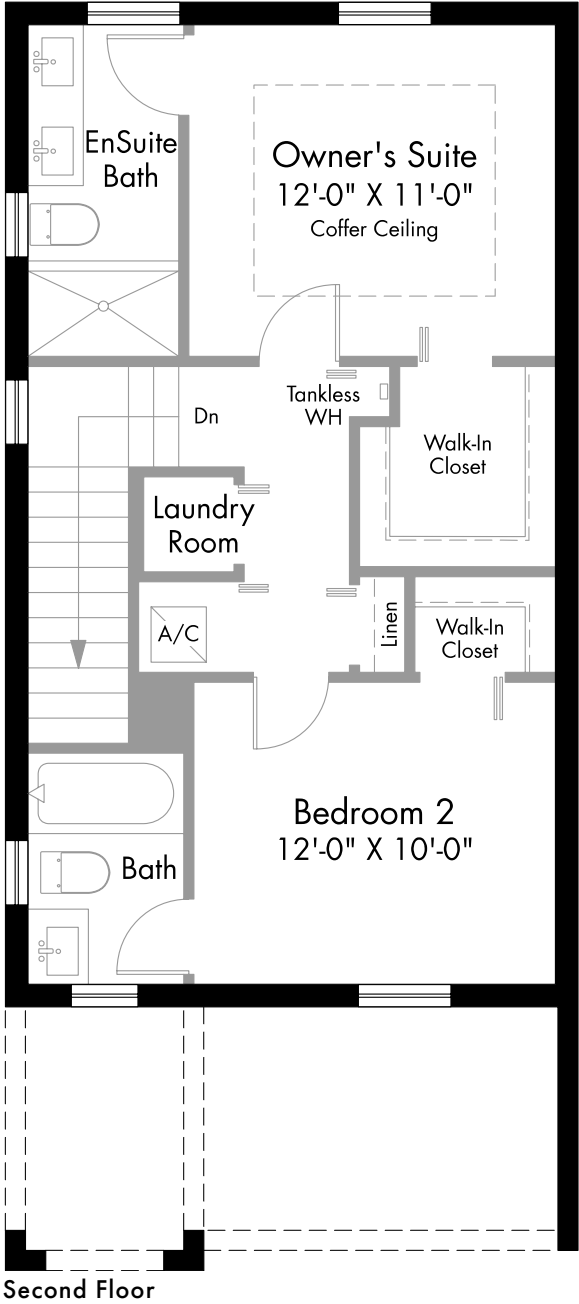 EnSuite
Bath
Owner's Suite
12'-0" X 11'-0"
Coffer Ceiling
Tankless
WH
Dn
Walk-In
Closet
Laundry
Room
A/C
Linen
Walk-In
Closet
Bedroom 2
12'-0" X 10'-0"
Bath
Second Floor